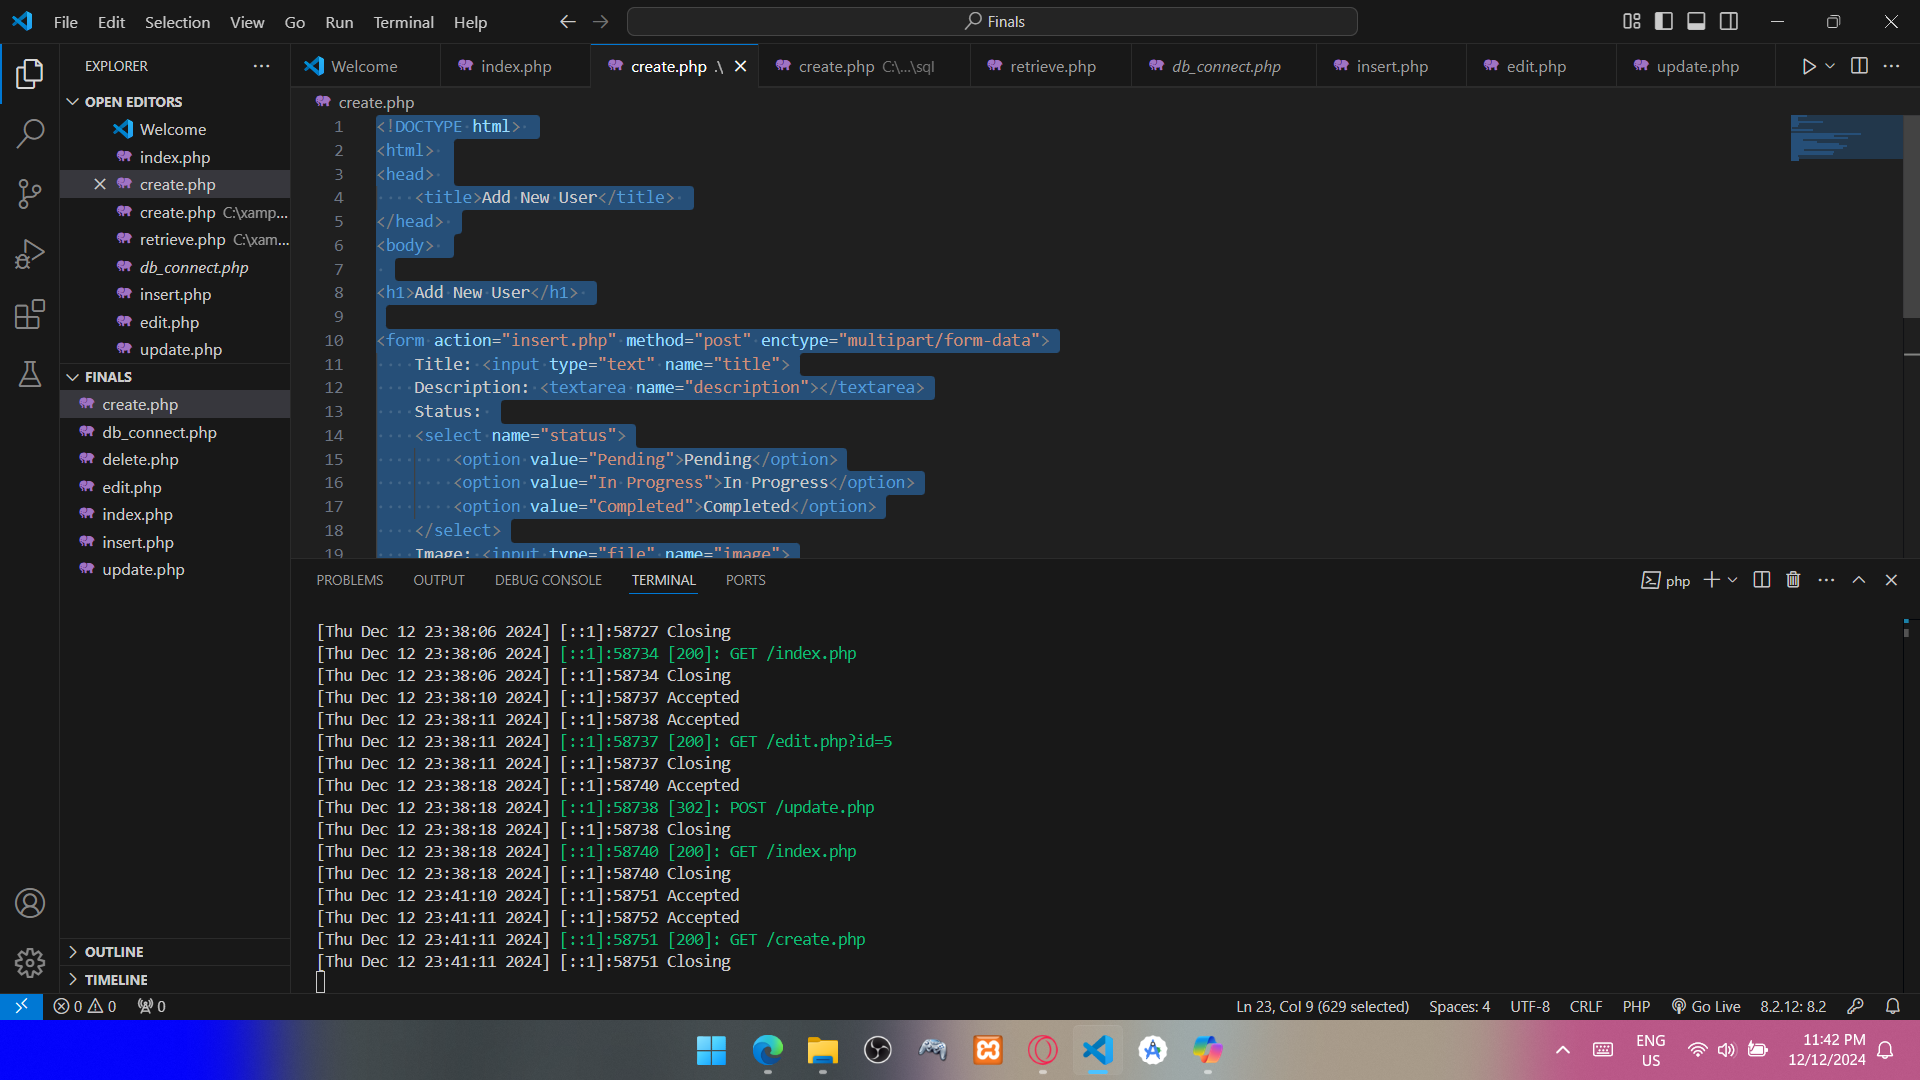 File Edit Selection View Go Run Terminal Help
Finals
EXPLORER
OPEN EDITORS
Welcome
index.php
create.php
create.php C:\xamp...
retrieve.php C:\xam...
db_connect.php
insert.php
edit.php
update.php
FINALS
create.php
db_connect.php
delete.php
edit.php
index.php
insert.php
update.php
OUTLINE
TIMELINE
Welcome index.php create.php .\ create.php C:\...\sql retrieve.php db_connect.php insert.php edit.php update.php
create.php
1 <!DOCTYPE html>
2 <html>
3 <head>
4 <title>Add New User</title>
5 </head>
6 <body>
7
8 <h1>Add New User</h1>
9
10 <form action="insert.php" method="post" enctype="multipart/form-data">
11 Title: <input type="text" name="title">
12 Description: <textarea name="description"></textarea>
13 Status:
14 <select name="status">
15 <option value="Pending">Pending</option>
16 <option value="In Progress">In Progress</option>
17 <option value="Completed">Completed</option>
18 </select>
19 Image: <input type="file" name="image">
PROBLEMS OUTPUT DEBUG CONSOLE TERMINAL PORTS
php
[Thu Dec 12 23:38:06 2024] [::1]:58727 Closing
[Thu Dec 12 23:38:06 2024] [::1]:58734 [200]: GET /index.php
[Thu Dec 12 23:38:06 2024] [::1]:58734 Closing
[Thu Dec 12 23:38:10 2024] [::1]:58737 Accepted
[Thu Dec 12 23:38:11 2024] [::1]:58738 Accepted
[Thu Dec 12 23:38:11 2024] [::1]:58737 [200]: GET /edit.php?id=5
[Thu Dec 12 23:38:11 2024] [::1]:58737 Closing
[Thu Dec 12 23:38:18 2024] [::1]:58740 Accepted
[Thu Dec 12 23:38:18 2024] [::1]:58738 [302]: POST /update.php
[Thu Dec 12 23:38:18 2024] [::1]:58738 Closing
[Thu Dec 12 23:38:18 2024] [::1]:58740 [200]: GET /index.php
[Thu Dec 12 23:38:18 2024] [::1]:58740 Closing
[Thu Dec 12 23:41:10 2024] [::1]:58751 Accepted
[Thu Dec 12 23:41:11 2024] [::1]:58752 Accepted
[Thu Dec 12 23:41:11 2024] [::1]:58751 [200]: GET /create.php
[Thu Dec 12 23:41:11 2024] [::1]:58751 Closing
0 0 0
Ln 23, Col 9 (629 selected) Spaces: 4 UTF-8 CRLF PHP Go Live 8.2.12: 8.2
ENG
US
11:42 PM
12/12/2024